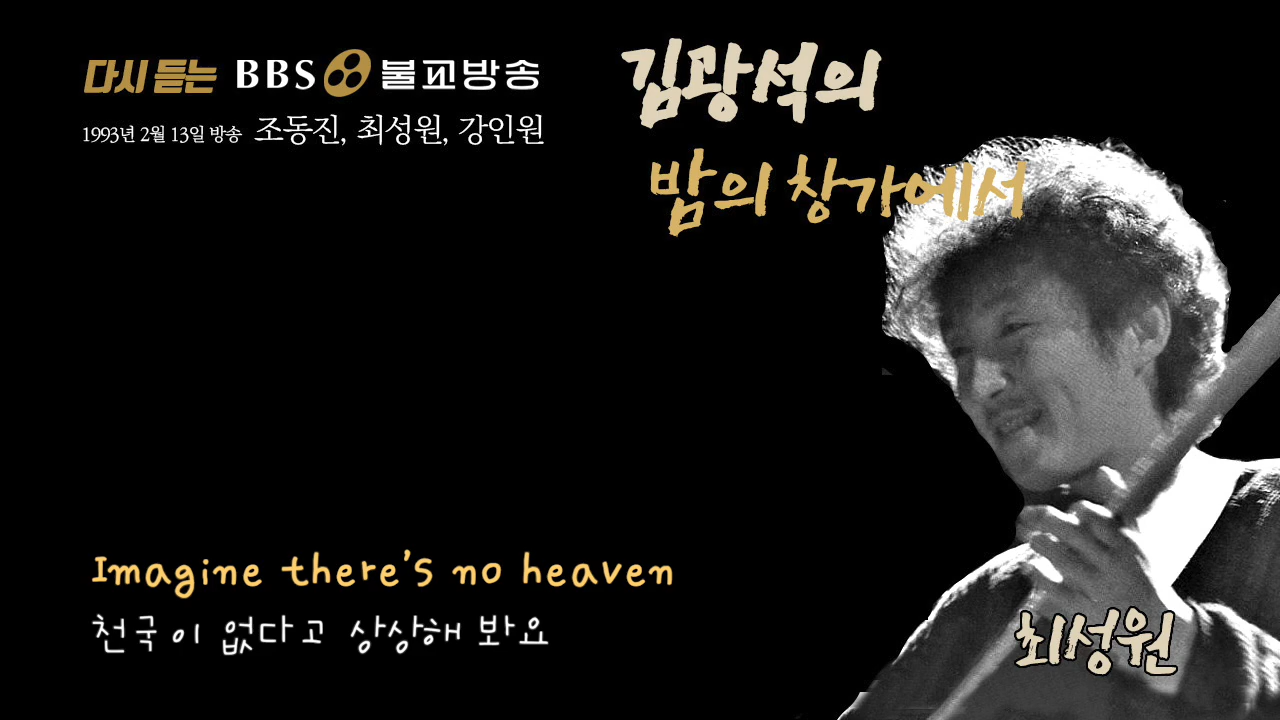 다시 듣는 BBS 불교방송
1993년 2월 13일 방송 조동진, 최성원, 강인원
김광석의
밤의 창가에서
Imagine there's no heaven
천국이 없다고 상상해 봐요
최성원